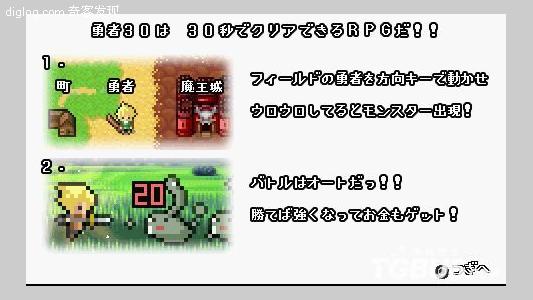 diglog.com 奇客发现
勇者30は 30秒でクリアできるRPGだ!!
1.
町 勇者 魔王城
フィールドの勇者を方向キーで動かせ
ウロウロしてるとモンスター出現!
2.
20
バトルはオートだっ!!
勝てば強くなってお金もゲット!
つぎへ